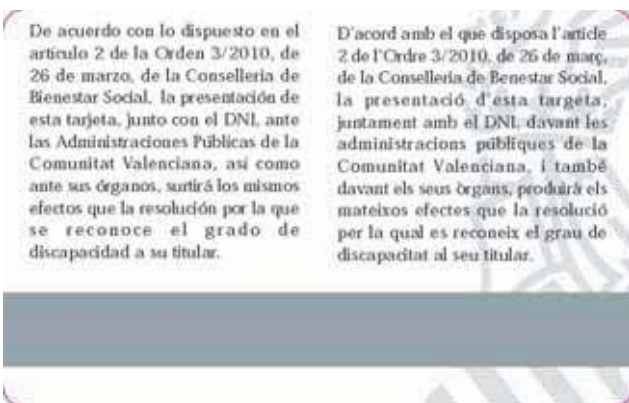 De acuerdo con lo dispuesto en el
artículo 2 de la Orden 3/2010, de
26 de marzo, de la Conselleria de
Bienestar Social, la presentación de
esta tarjeta, junto con el DNI, ante
las Administraciones Públicas de la
Comunitat Valenciana, así como
ante sus órganos, surtirá los mismos
efectos que la resolución por la que
se reconoce el grado de
discapacidad a su titular.
D'acord amb el que disposa l'article
2 de l'Ordre 3/2010, de 26 de març,
de la Conselleria de Benestar Social,
la presentació d'esta targeta,
juntament amb el DNI, davant les
administracions públiques de la
Comunitat Valenciana, i també
davant els seus òrgans, produirà els
mateixos efectes que la resolució
per la qual es reconeix el grau de
discapacitat al seu titular.